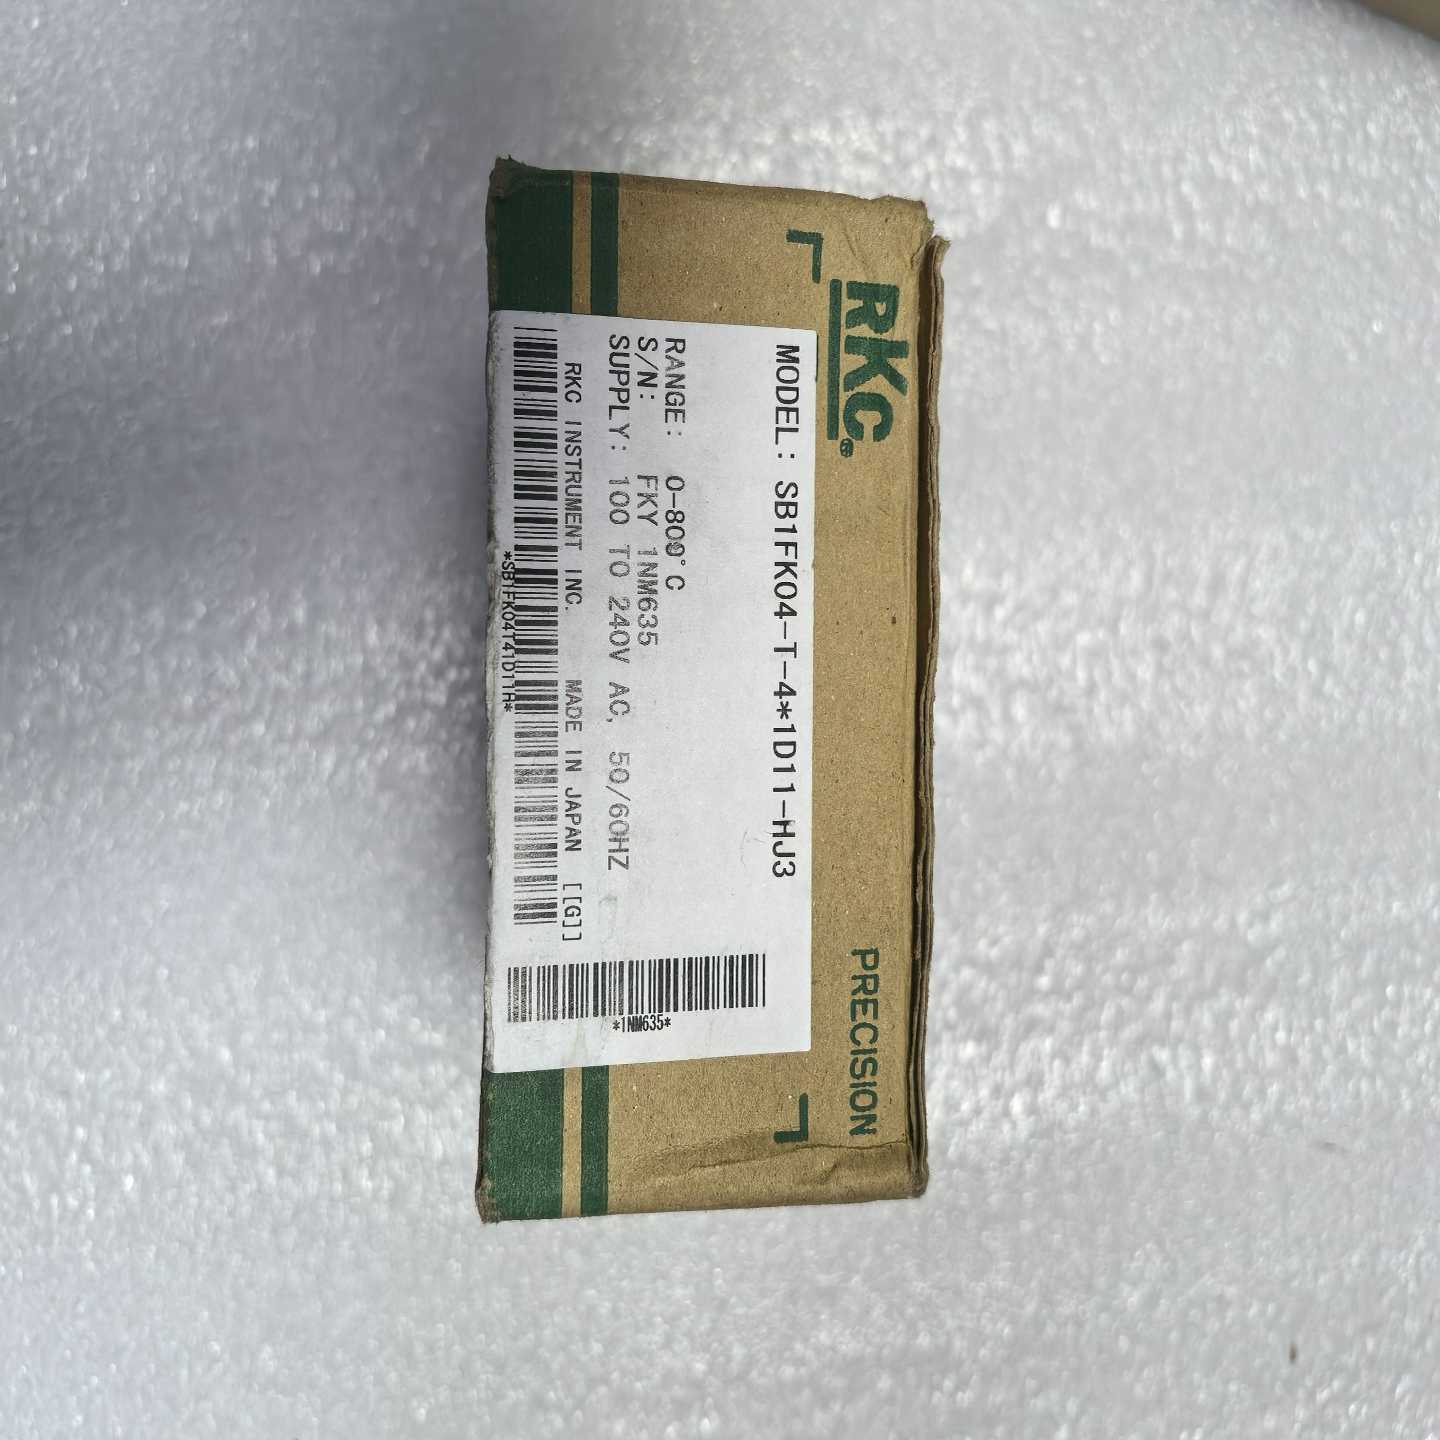 RKC®
PRECISION
MODEL: SB1FK04-T-4*1D11-HJ3
RANGE: 0-800°C
S/N: FKY 1NM635
SUPPLY: 100 TO 240V AC, 50/60HZ
RKC INSTRUMENT INC. MADE IN JAPAN [[G]]
*SB1FK04T41D11H*
*1NM635*